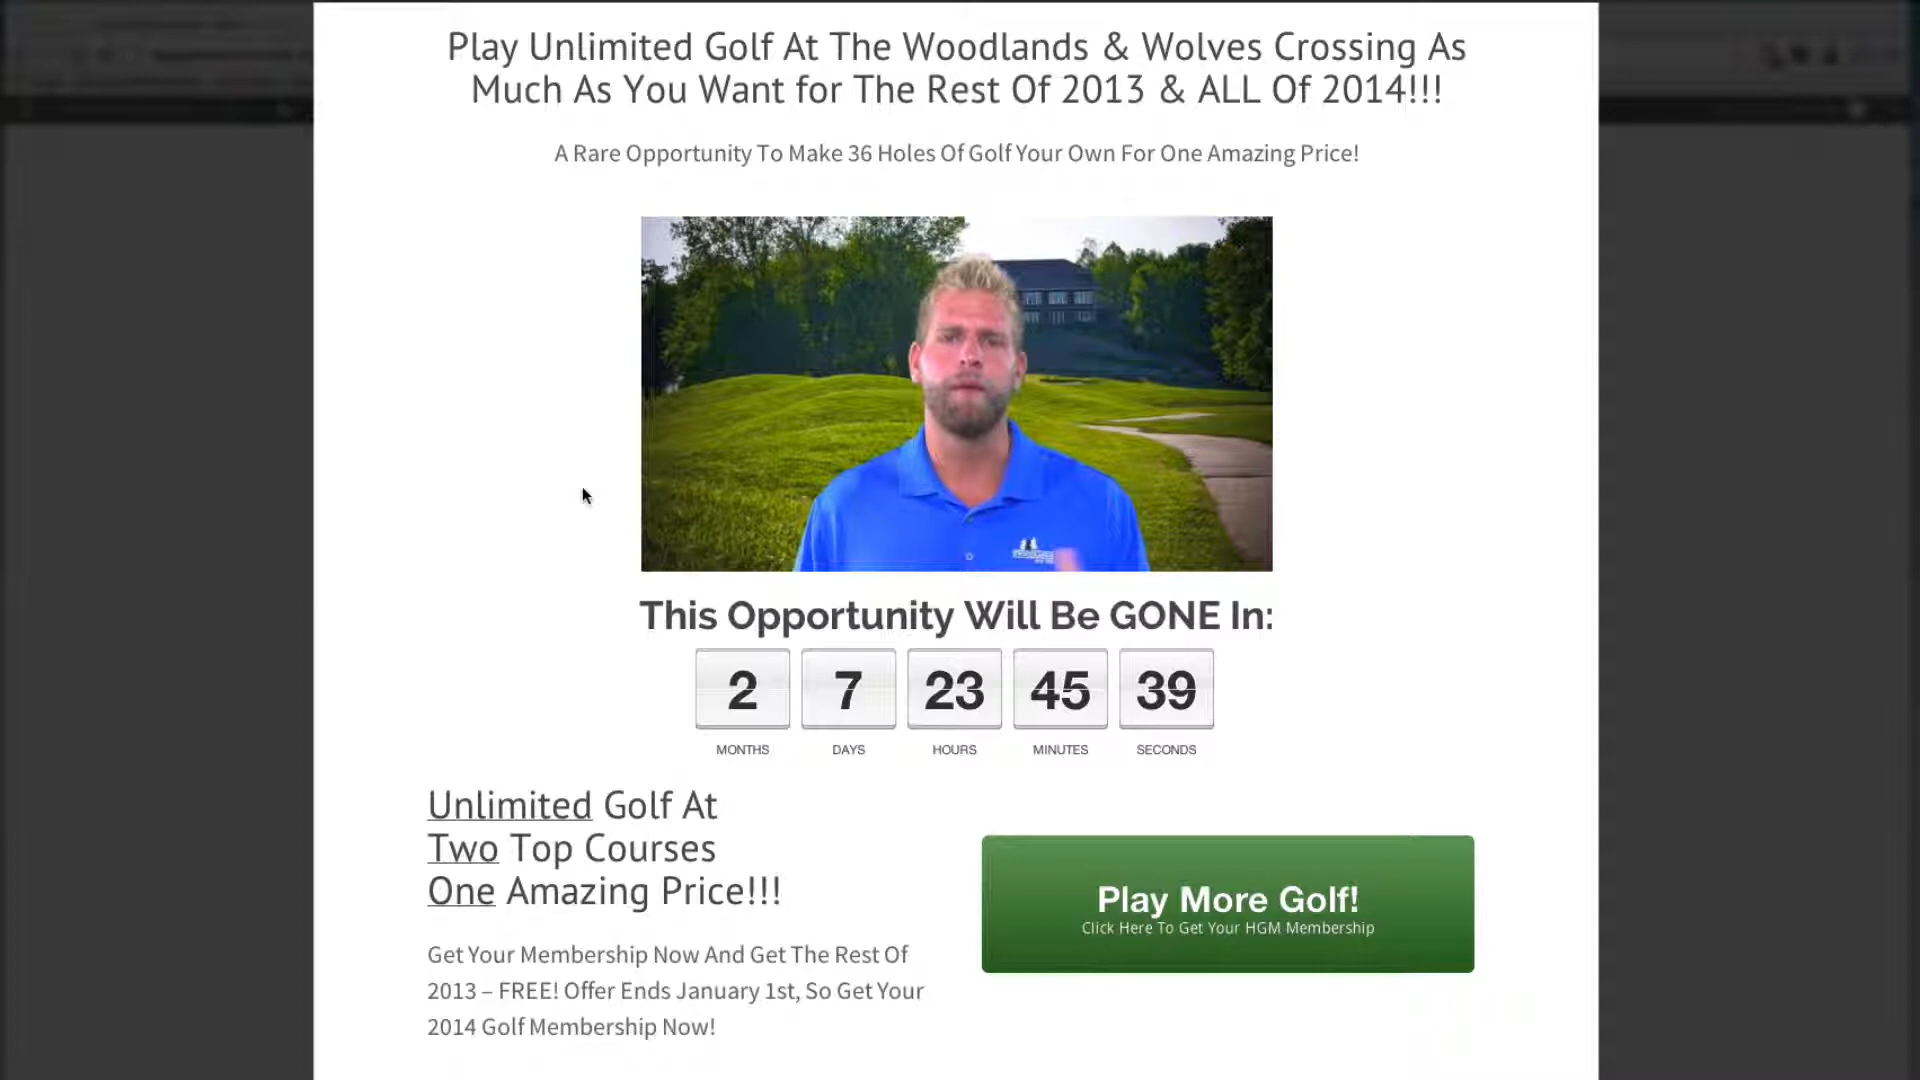 Play Unlimited Golf At The Woodlands & Wolves Crossing As
Much As You Want for The Rest Of 2013 & ALL Of 2014!!!
A Rare Opportunity To Make 36 Holes Of Golf Your Own For One Amazing Price!
This Opportunity Will Be GONE In:
2 7 23 45 39
MONTHS DAYS HOURS MINUTES SECONDS
Unlimited Golf At
Two Top Courses
One Amazing Price!!!
Play More Golf!
Click Here To Get Your HGM Membership
Get Your Membership Now And Get The Rest Of
2013 – FREE! Offer Ends January 1st, So Get Your
2014 Golf Membership Now!